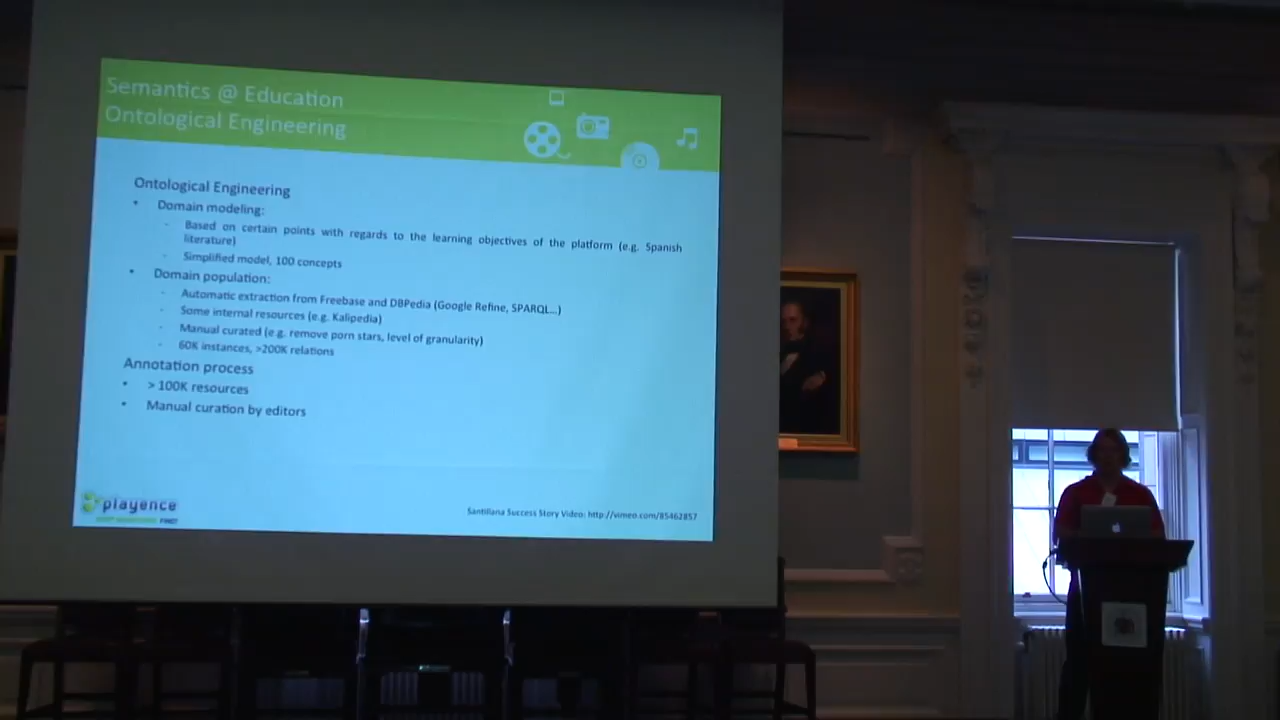 Semantics @ Education
Ontological Engineering
Ontological Engineering
• Domain modeling:
- Based on certain points with regards to the learning objectives of the platform (e.g. Spanish
literature)
- Simplified model, 100 concepts
• Domain population:
- Automatic extraction from Freebase and DBPedia (Google Refine, SPARQL...)
- Some internal resources (e.g. Kalipedia)
- Manual curated (e.g. remove porn stars, level of granularity)
- 60K instances, >200K relations
Annotation process
• > 100K resources
• Manual curation by editors
playence
Santillana Success Story Video: http://vimeo.com/85462857